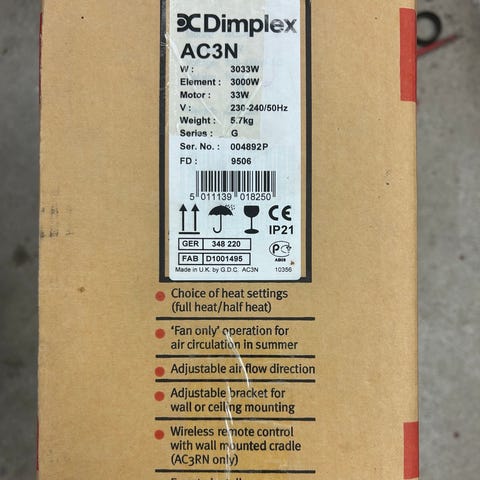 Dimplex
AC3N
W : 3033W
Element : 3000W
Motor : 33W
V : 230-240/50Hz
Weight : 5.7kg
Series : G
Ser. No. : 004892P
FD : 9506
5 011139 018250
CE
IP21
GER 348 220
FAB D1001495
Made in U.K. by G.D.C. AC3N 10356
Choice of heat settings
(full heat/half heat)
'Fan only' operation for
air circulation in summer
Adjustable air flow direction
Adjustable bracket for
wall or ceiling mounting
Wireless remote control
with wall mounted cradle
(AC3RN only)